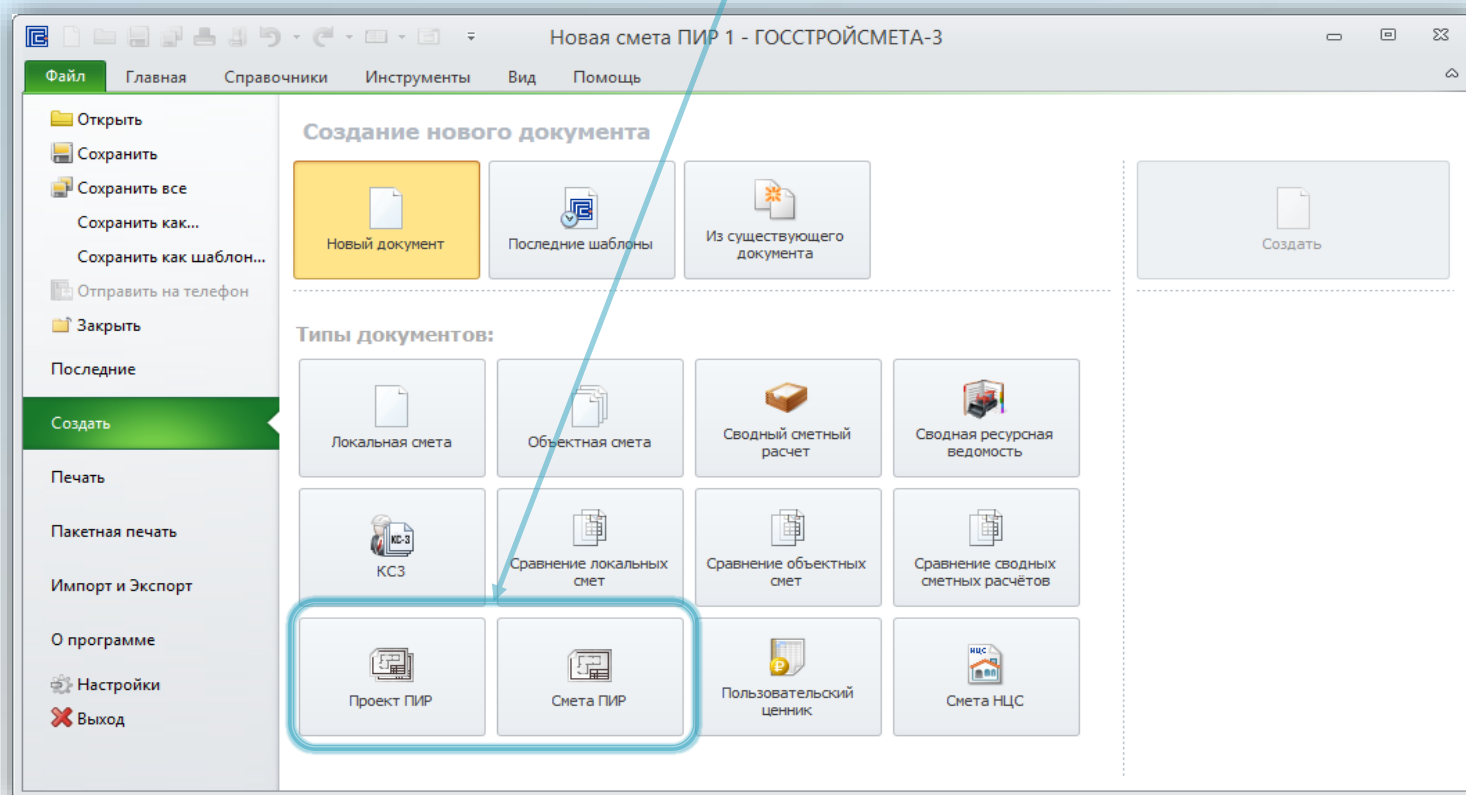 Новая смета ПИР 1 - ГОССТРОЙСМЕТА-3
Файл Главная Справочники Инструменты Вид Помощь
Открыть
Сохранить
Сохранить все
Сохранить как...
Сохранить как шаблон...
Отправить на телефон
Закрыть
Последние
Создать
Печать
Пакетная печать
Импорт и Экспорт
О программе
Настройки
Выход
Создание нового документа
Новый документ
Последние шаблоны
Из существующего
документа
Создать
Типы документов:
Локальная смета
Объектная смета
Сводный сметный
расчет
Сводная ресурсная
ведомость
КС-3
КС3
Сравнение локальных
смет
Сравнение объектных
смет
Сравнение сводных
сметных расчётов
Проект ПИР
Смета ПИР
Пользовательский
ценник
НЦС
Смета НЦС